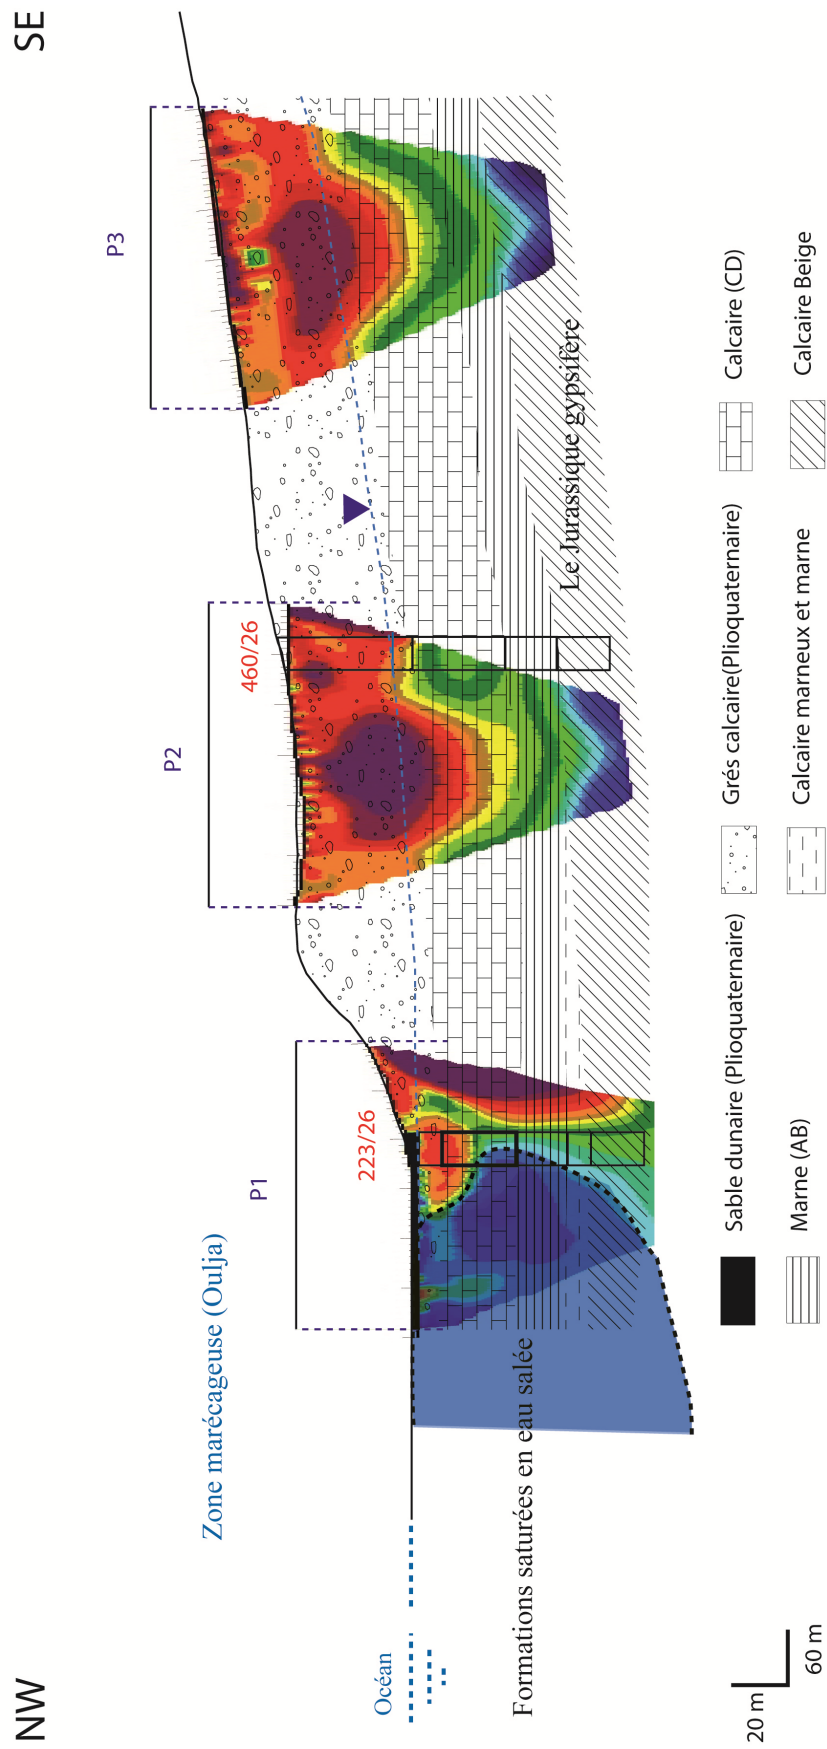 NW
SE
P1
P2
P3
Zone marécageuse (Oulja)
223/26
460/26
Océan
Formations saturées en eau salée
Le Jurassique gypsifère
Sable dunaire (Plioquaternaire)
Grés calcaire(Plioquaternaire)
Calcaire (CD)
Marne (AB)
Calcaire marneux et marne
Calcaire Beige
20 m
60 m